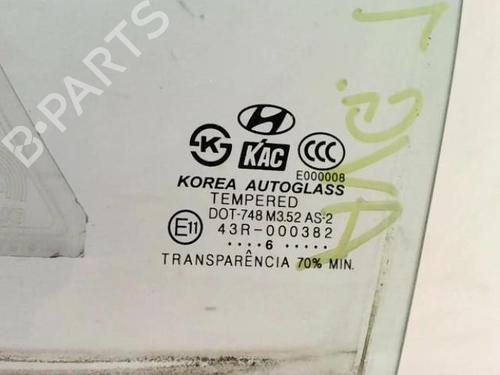 B-PARTS
KS
KAC
CCC
E000008
KOREA AUTOGLASS
TEMPERED
DOT-748 M3.52 AS-2
E11 43R-000382
....6 .....
TRANSPARÊNCIA 70% MIN.